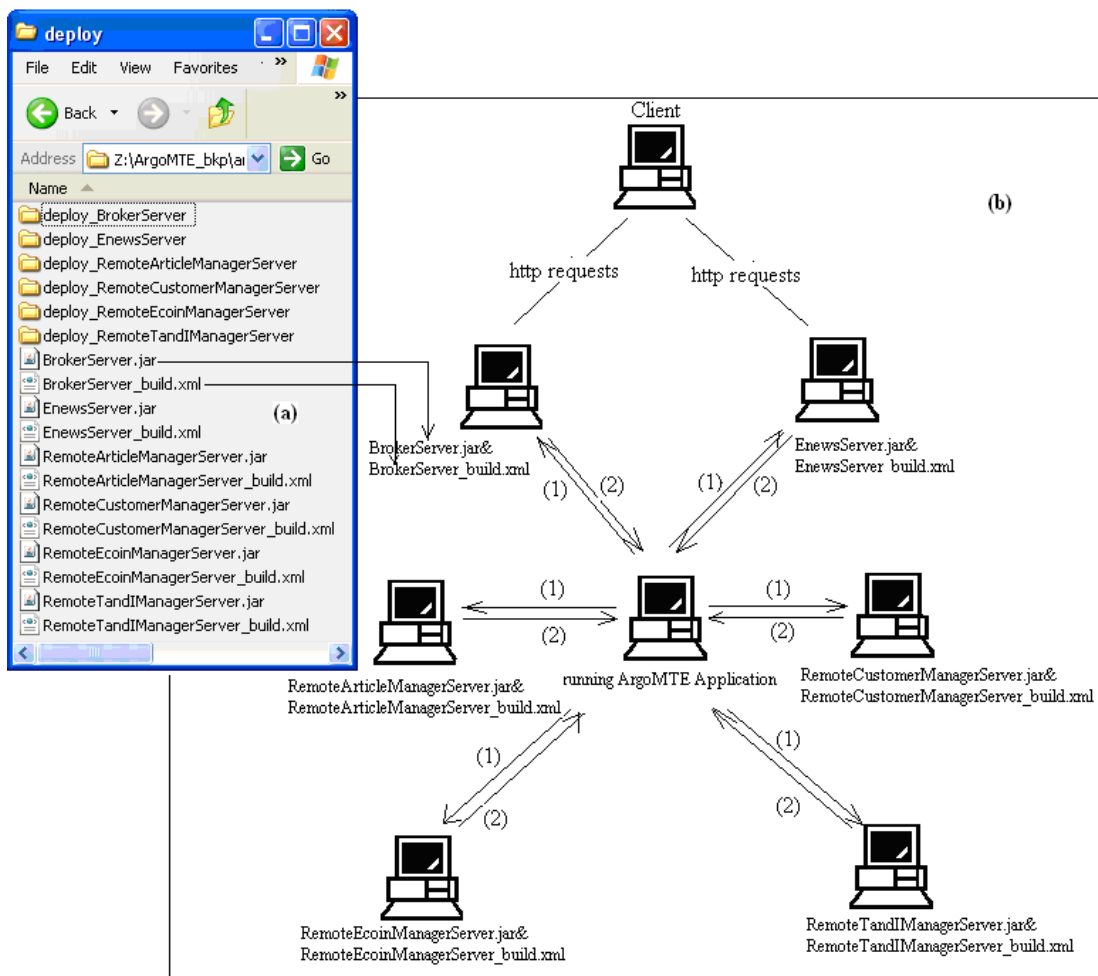 deploy
File Edit View Favorites »
Back »
Address Z:\ArgoMTE_bkp\ Go
Name
deploy_BrokerServer
deploy_EnewsServer
deploy_RemoteArticleManagerServer
deploy_RemoteCustomerManagerServer
deploy_RemoteEcoinManagerServer
deploy_RemoteTandIManagerServer
BrokerServer.jar
BrokerServer_build.xml
EnewsServer.jar
EnewsServer_build.xml
RemoteArticleManagerServer.jar
RemoteArticleManagerServer_build.xml
RemoteCustomerManagerServer.jar
RemoteCustomerManagerServer_build.xml
RemoteEcoinManagerServer.jar
RemoteEcoinManagerServer_build.xml
RemoteTandIManagerServer.jar
RemoteTandIManagerServer_build.xml
(a)
Client
(b)
http requests
http requests
BrokerServer.jar&
BrokerServer_build.xml
EnewsServer.jar&
EnewsServer_build.xml
(1)
(2)
(1)
(2)
(1)
(2)
(1)
(2)
RemoteArticleManagerServer.jar&
RemoteArticleManagerServer_build.xml
running ArgoMTE Application
RemoteCustomerManagerServer.jar&
RemoteCustomerManagerServer_build.xml
(1)
(2)
(1)
(2)
RemoteEcoinManagerServer.jar&
RemoteEcoinManagerServer_build.xml
RemoteTandIManagerServer.jar&
RemoteTandIManagerServer_build.xml